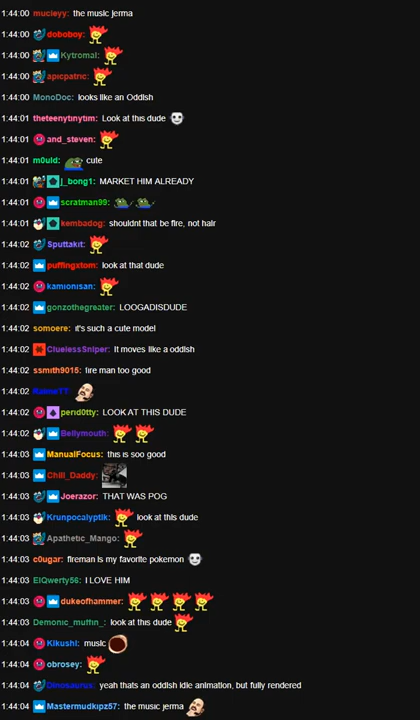 1:44:00 mucieyy: the music jerma
1:44:00 doboboy:
1:44:00 Kytromal:
1:44:00 apicpatric:
1:44:00 MonoDoc: looks like an Oddish
1:44:01 theteenytinytim: Look at this dude
1:44:01 and_steven:
1:44:01 m0uld: cute
1:44:01 j_bong1: MARKET HIM ALREADY
1:44:01 scratman99:
1:44:01 kembadog: shouldnt that be fire, not hair
1:44:02 Sputtakit:
1:44:02 puffingxtom: look at that dude
1:44:02 kamionisan:
1:44:02 gonzothegreater: LOOGADISDUDE
1:44:02 somoere: it's such a cute model
1:44:02 CluelessSniper: It moves like a oddish
1:44:02 ssmith9015: fire man too good
1:44:02
1:44:02 perid0tty: LOOK AT THIS DUDE
1:44:02 Bellymouth:
1:44:03 ManualFocus: this is soo good
1:44:03 Chill_Daddy:
1:44:03 Joerazor: THAT WAS POG
1:44:03 Krunpocalyptik: look at this dude
1:44:03 Apathetic_Mango:
1:44:03 c0ugar: fireman is my favorite pokemon
1:44:03 ElQwerty56: I LOVE HIM
1:44:03 dukeofhammer:
1:44:03 Demonic_muffin_: look at this dude
1:44:04 Kikushi: music
1:44:04 obrosey:
1:44:04 Dinosaurus: yeah thats an oddish idle animation, but fully rendered
1:44:04 Mastermudkipz57: the music jerma